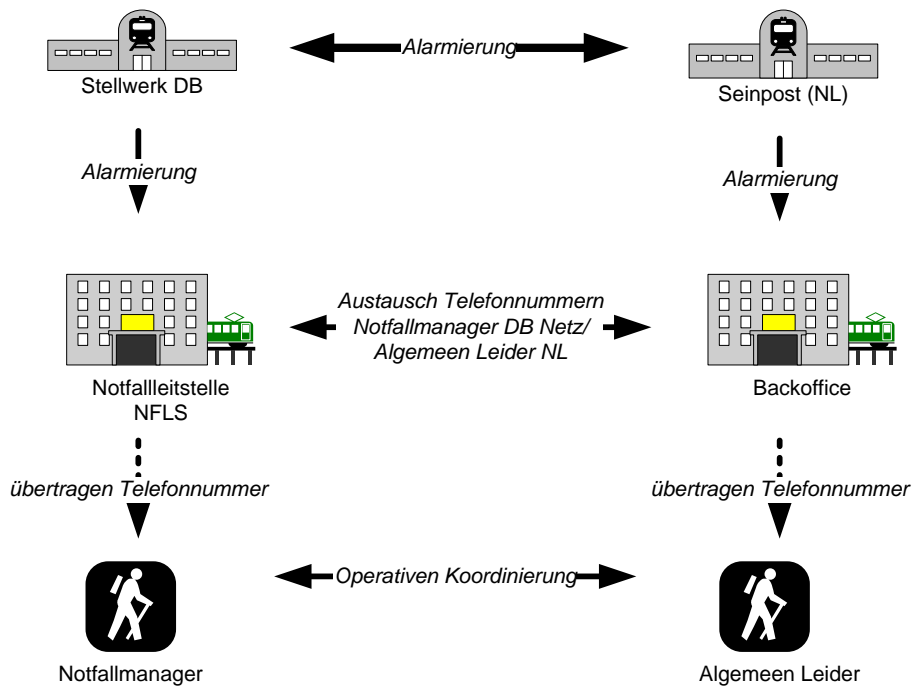 Alarmierung
Stellwerk DB
Seinpost (NL)
Alarmierung
Alarmierung
Austausch Telefonnummern
Notfallmanager DB Netz/
Algemeen Leider NL
Notfallleitstelle
NFLS
Backoffice
übertragen Telefonnummer
übertragen Telefonnummer
Operativen Koordinierung
Notfallmanager
Algemeen Leider